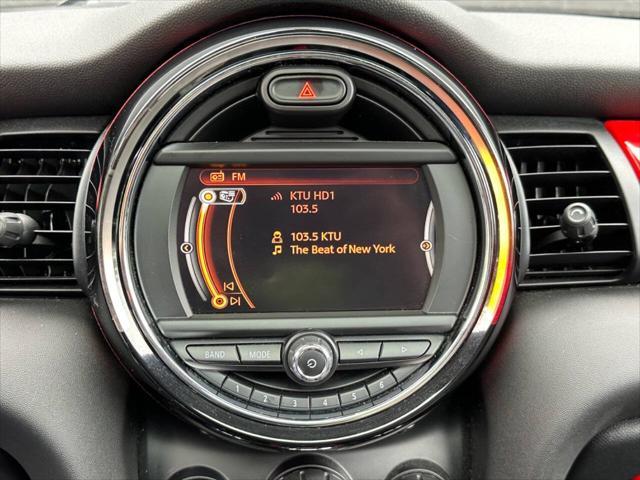 FM
KTU HD1
103.5
103.5 KTU
The Beat of New York
BAND
MODE
1
2
3
4
5
6